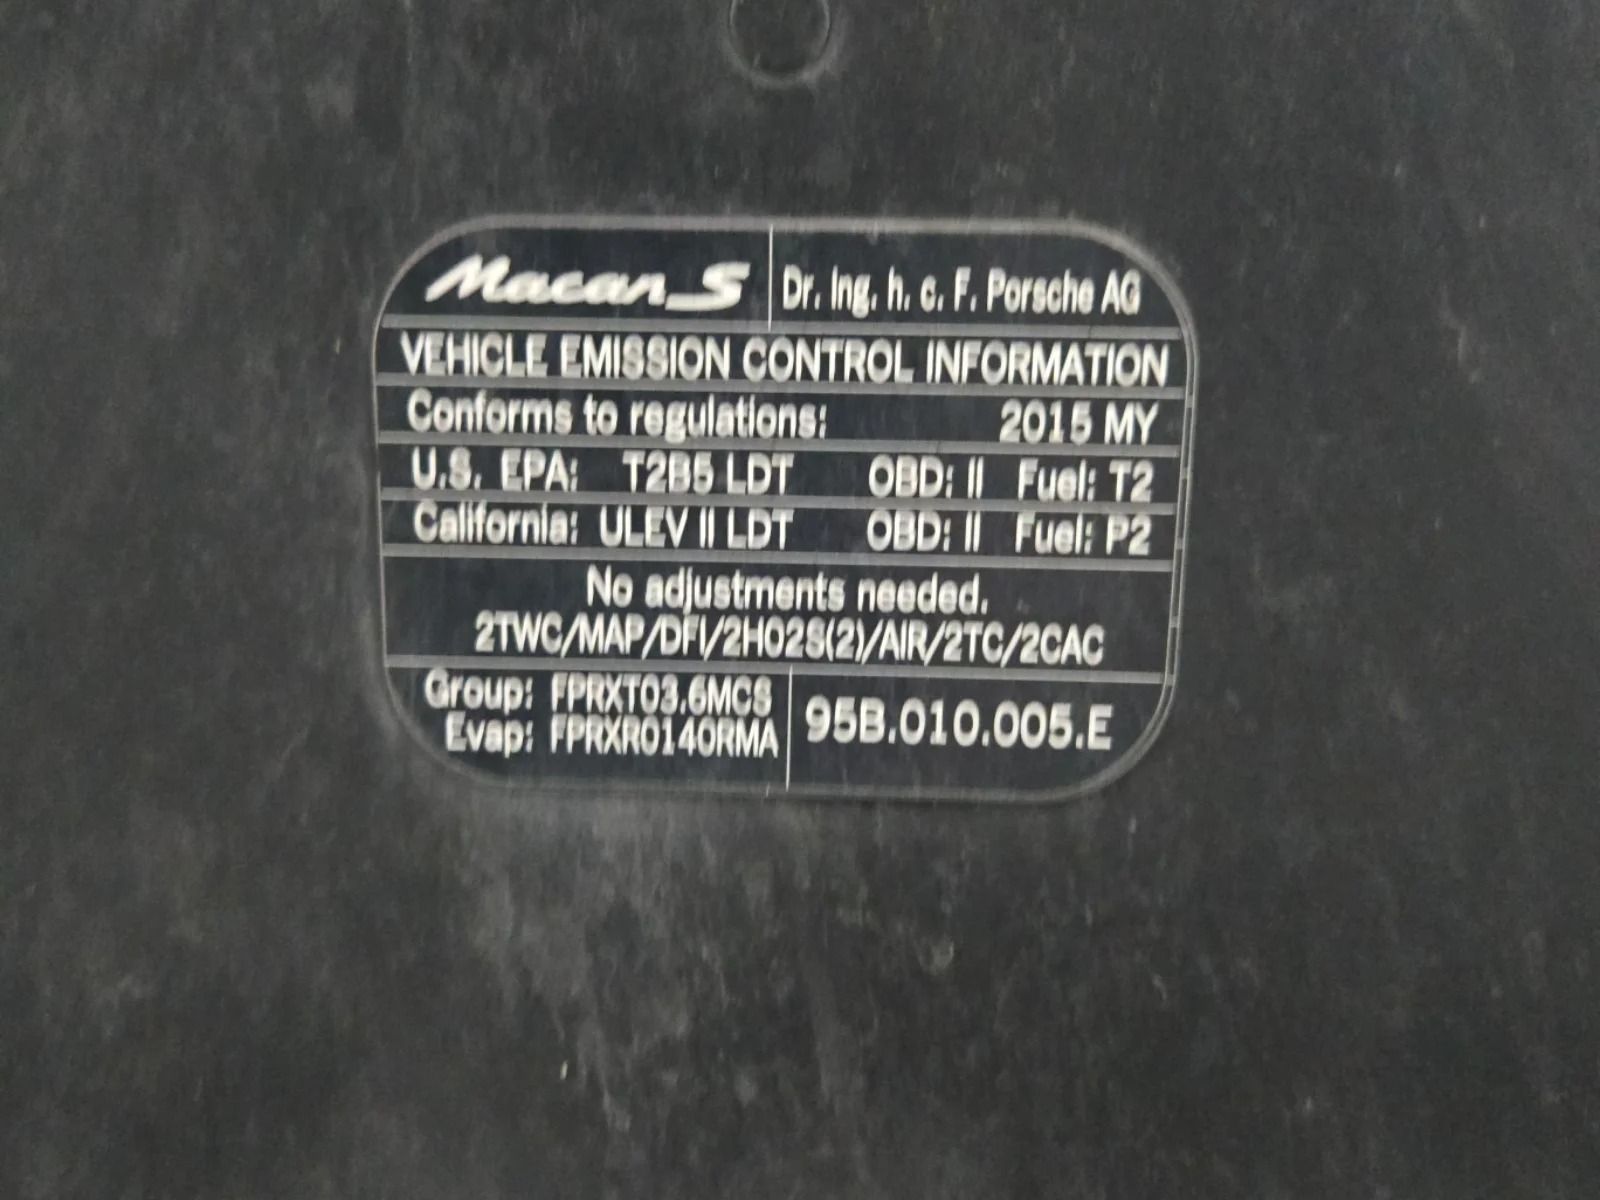 Macan S Dr. Ing. h. c. F. Porsche AG
VEHICLE EMISSION CONTROL INFORMATION
Conforms to regulations: 2015 MY
U.S. EPA: T2B5 LDT OBD: II Fuel: T2
California: ULEV II LDT OBD: II Fuel: P2
No adjustments needed.
2TWC/MAP/DFI/2HO2S(2)/AIR/2TC/2CAC
Group: FPRXT03.6MCS
Evap: FPRXR0140RMA
95B.010.005.E